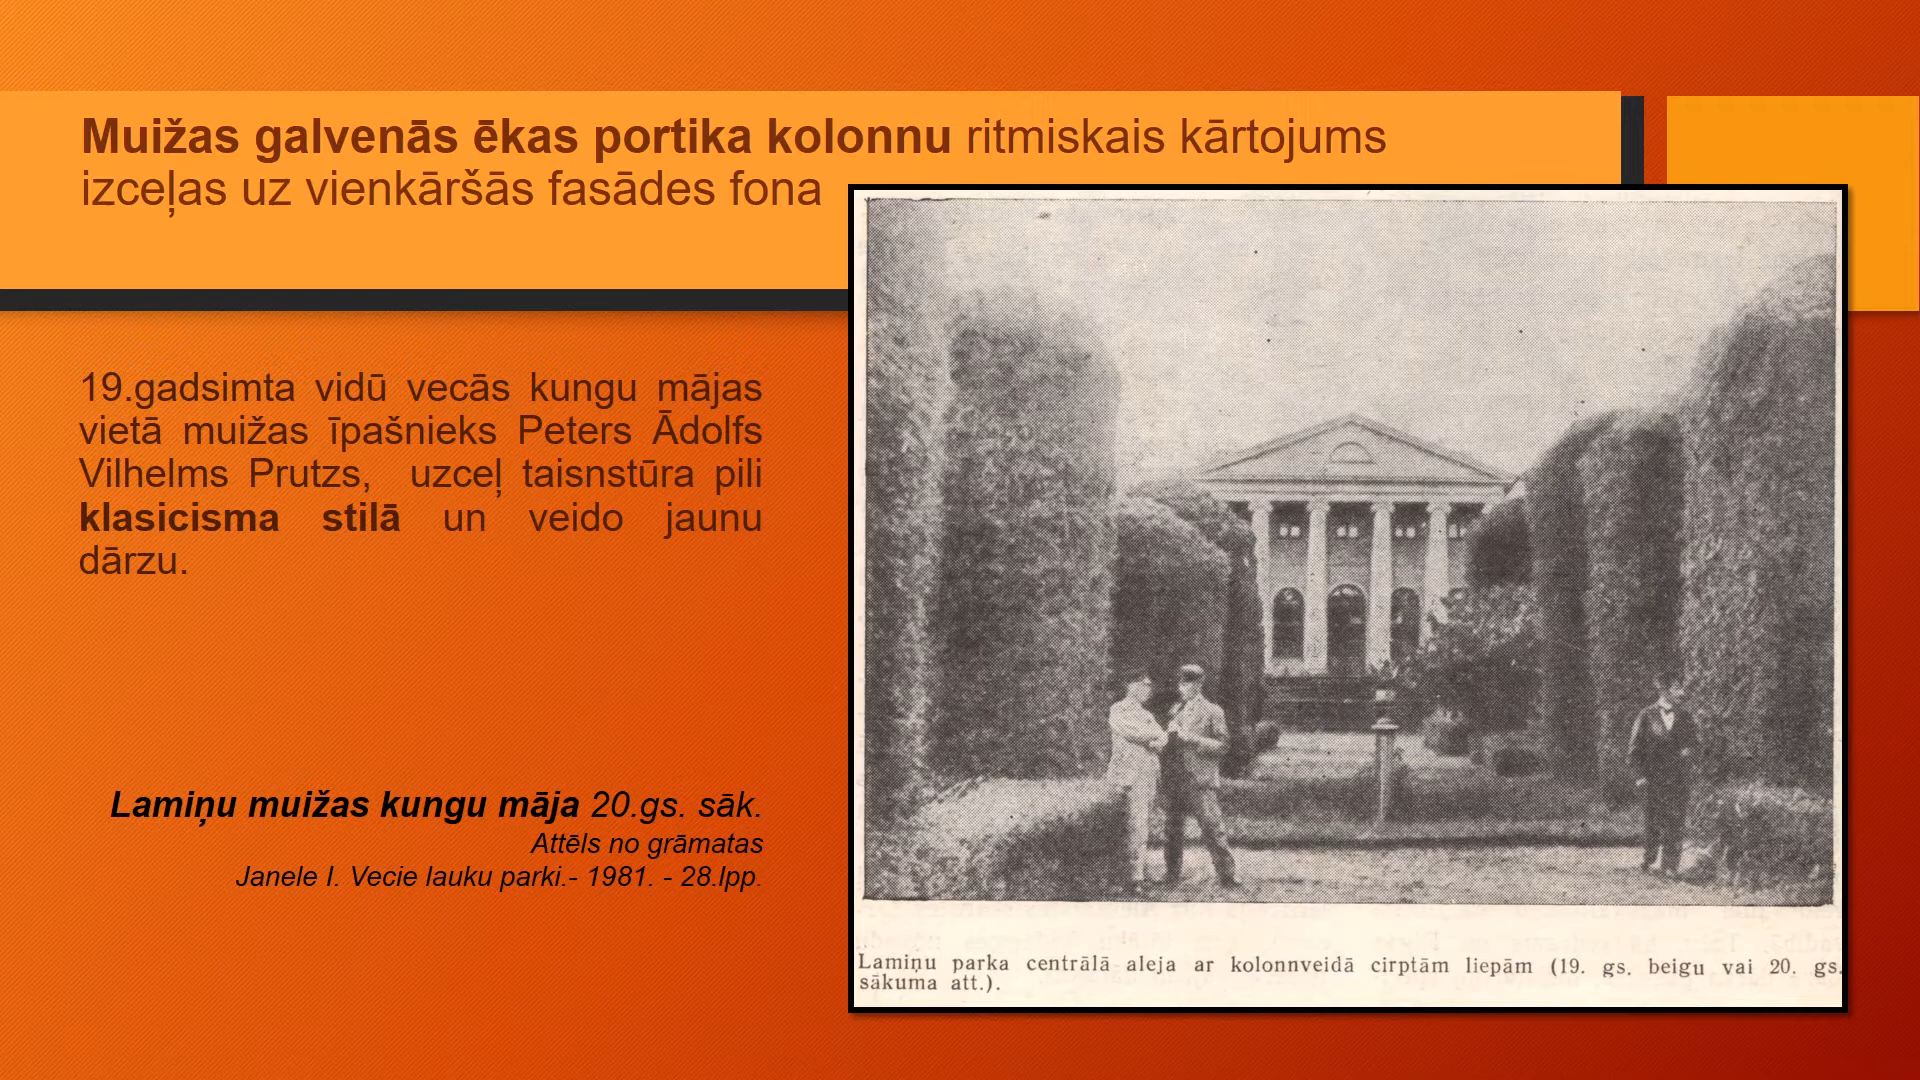 Muižas galvenās ēkas portika kolonnu ritmiskais kārtojums
izceļas uz vienkāršās fasādes fona
19.gadsimta vidū vecās kungu mājas
vietā muižas īpašnieks Peters Ādolfs
Vilhelms Prutzs, uzceļ taisnstūra pili
klasicisma stilā un veido jaunu
dārzu.
Lamiņu muižas kungu māja 20.gs. sāk.
Attēls no grāmatas
Janele I. Vecie lauku parki.- 1981. - 28.lpp.
Lamiņu parka centrālā aleja ar kolonnveidā cirptām liepām (19. gs. beigu vai 20. gs.
sākuma att.).